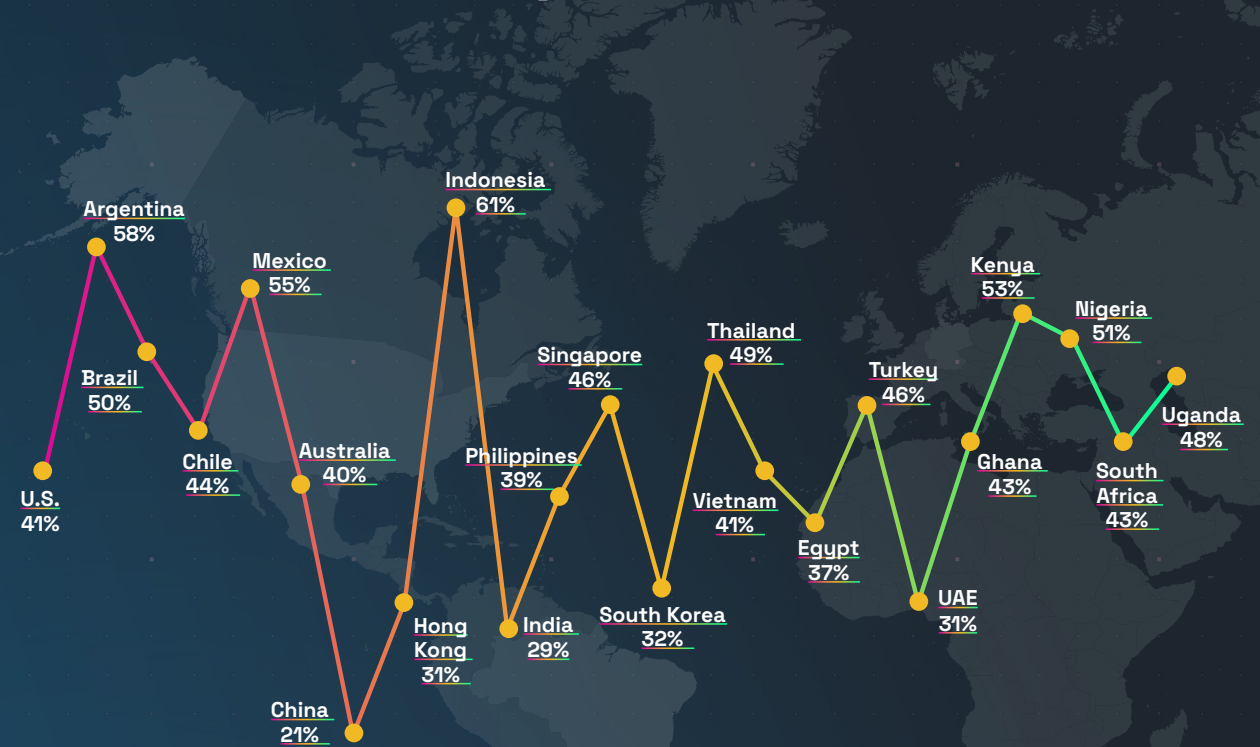 U.S.
41%
Argentina
58%
Brazil
50%
Chile
44%
Mexico
55%
Australia
40%
China
21%
Hong
Kong
31%
Indonesia
61%
India
29%
Philippines
39%
Singapore
46%
South Korea
32%
Thailand
49%
Vietnam
41%
Egypt
37%
Turkey
46%
UAE
31%
Ghana
43%
Kenya
53%
Nigeria
51%
South
Africa
43%
Uganda
48%